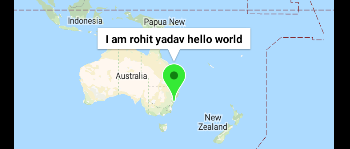 Indonesia
Papua New
I am rohit yadav hello world
Australia
New
Zealand